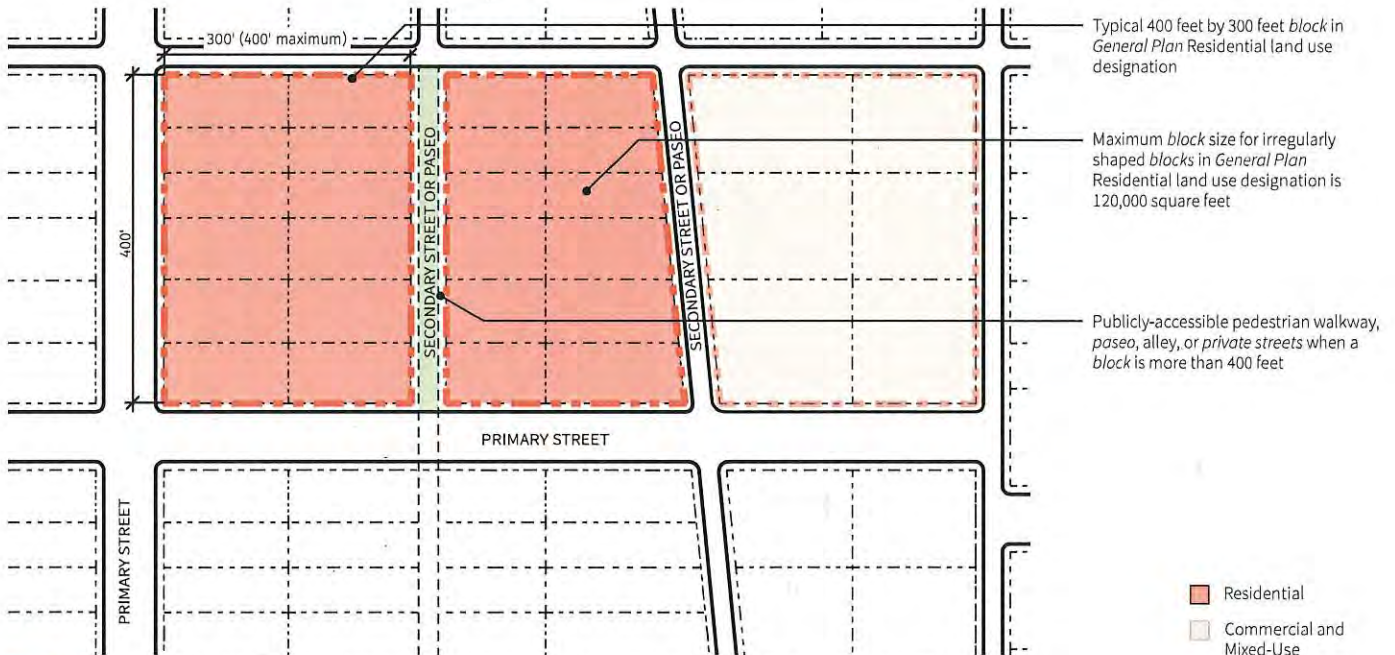 300' (400' maximum)
400'
SECONDARY STREET OR PASEO
SECONDARY STREET OR PASEO
PRIMARY STREET
PRIMARY STREET
Typical 400 feet by 300 feet block in
General Plan Residential land use
designation
Maximum block size for irregularly
shaped blocks in General Plan
Residential land use designation is
120,000 square feet
Publicly-accessible pedestrian walkway,
paseo, alley, or private streets when a
block is more than 400 feet
Residential
Commercial and
Mixed-Use